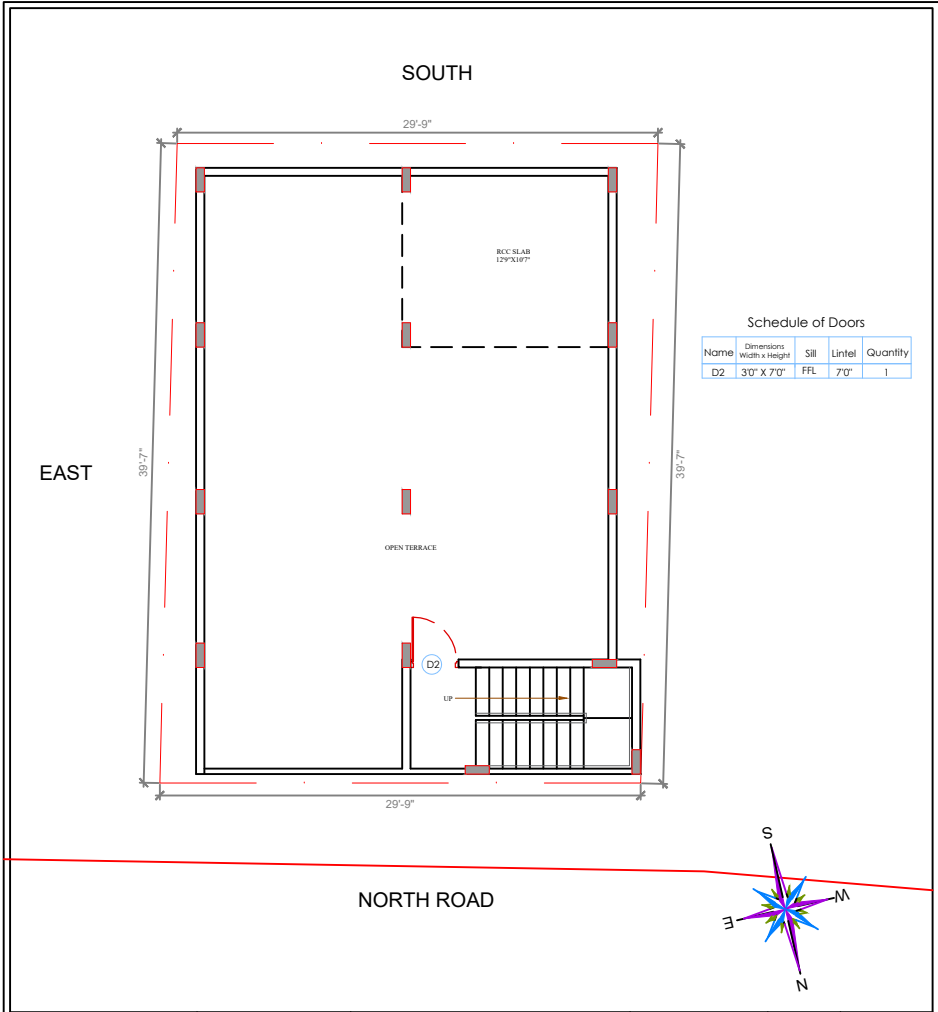 SOUTH
29'-9"
RCC SLAB
12'9"X10'7"
Schedule of Doors
Name Dimensions Width x Height Sill Lintel Quantity
D2 3'0" X 7'0" FFL 7'0" 1
EAST
39'-7"
39'-7"
OPEN TERRACE
D2
UP
29'-9"
NORTH ROAD
S
W
E
N